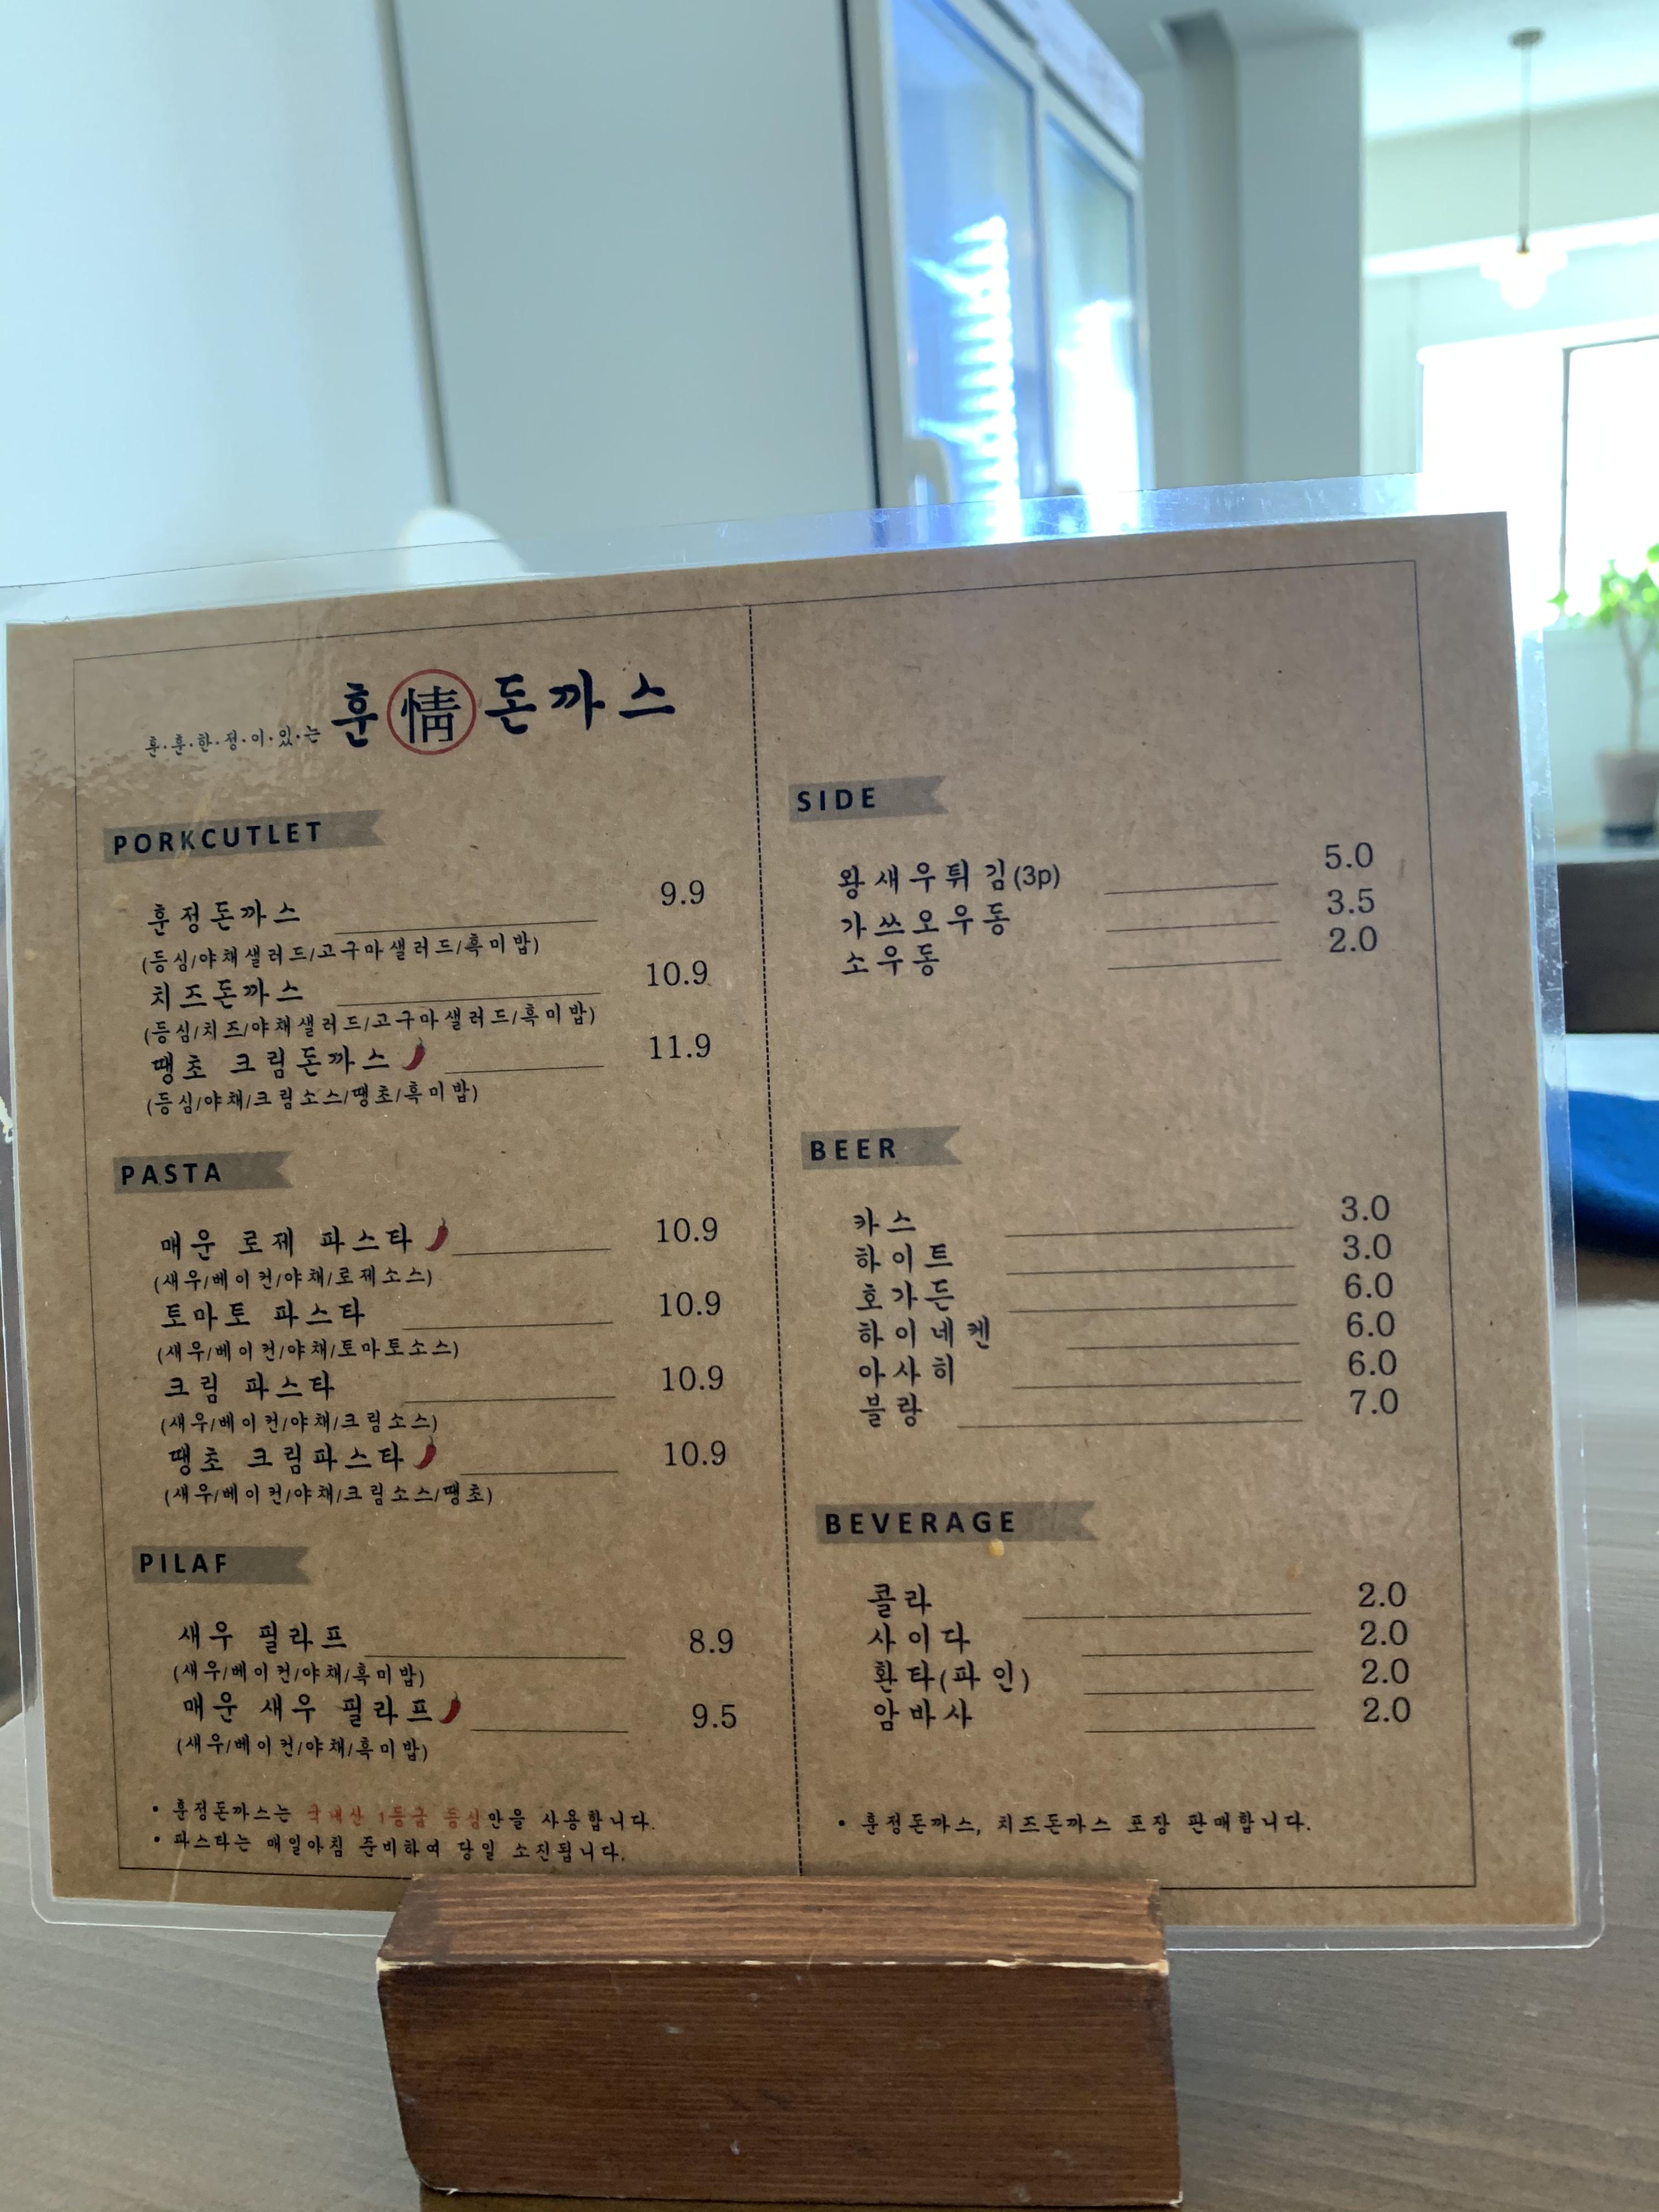 훈·훈·한·정·이·있·는 훈情돈까스
PORKCUTLET
훈정돈까스 9.9
(등심/야채샐러드/고구마샐러드/흑미밥)
치즈돈까스 10.9
(등심/치즈/야채샐러드/고구마샐러드/흑미밥)
땡초 크림돈까스 11.9
(등심/야채/크림소스/땡초/흑미밥)
PASTA
매운 로제 파스타 10.9
(새우/베이컨/야채/로제소스)
토마토 파스타 10.9
(새우/베이컨/야채/토마토소스)
크림 파스타 10.9
(새우/베이컨/야채/크림소스)
땡초 크림파스타 10.9
(새우/베이컨/야채/크림소스/땡초)
PILAF
새우 필라프 8.9
(새우/베이컨/야채/흑미밥)
매운 새우 필라프 9.5
(새우/베이컨/야채/흑미밥)
• 훈정돈까스는 국내산 1등급 등심만을 사용합니다.
• 파스타는 매일아침 준비하여 당일 소진됩니다.
SIDE
왕새우튀김(3p) 5.0
가쓰오우동 3.5
소우동 2.0
BEER
카스 3.0
하이트 3.0
호가든 6.0
하이네켄 6.0
아사히 6.0
블랑 7.0
BEVERAGE
콜라 2.0
사이다 2.0
환타(파인) 2.0
암바사 2.0
• 훈정돈까스, 치즈돈까스 포장 판매합니다.